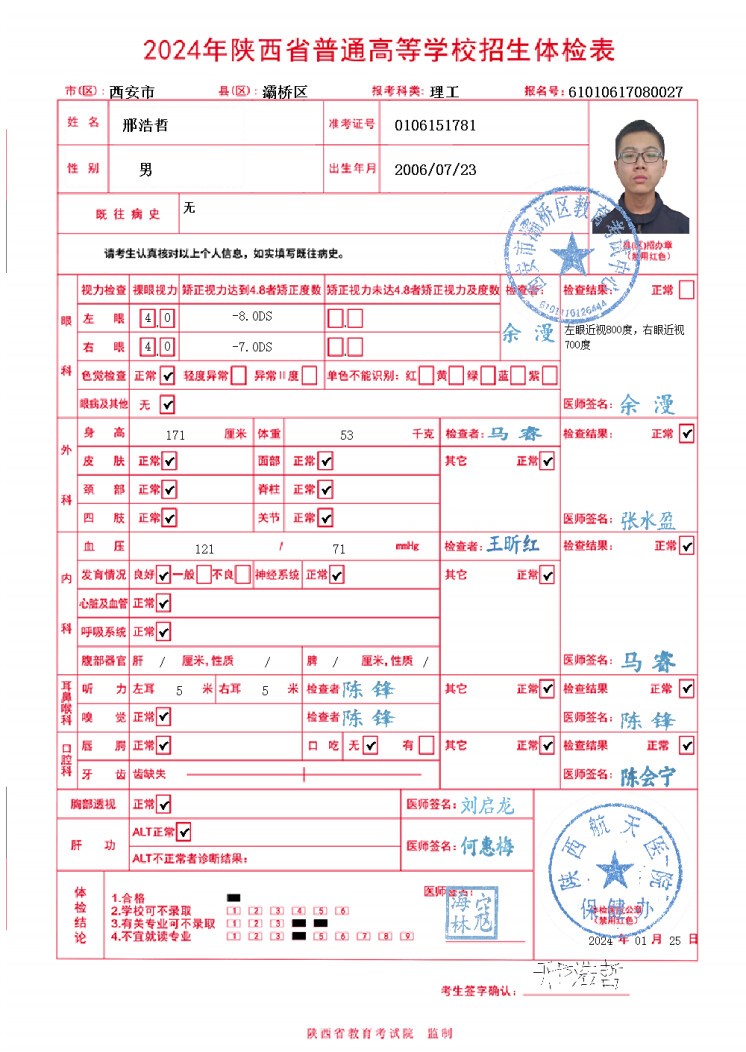 2024年陕西省普通高等学校招生体检表
市(区): 西安市 县(区): 灞桥区 报考科类: 理工 报名号: 61010617080027
姓 名 邢浩哲 准考证号 0106151781
性 别 男 出生年月 2006/07/23
既 往 病 史 无
请考生认真核对以上个人信息，如实填写既往病史。
县(区)招办章
(禁用红色)
西安市灞桥区教育考试中心
6101110126444
眼科
视力检查 裸眼视力 矫正视力达到4.8者矫正度数 矫正视力未达4.8者矫正视力及度数 检查者: 检查结果: 正常
左 眼 4.0 -8.0DS
余 漫
左眼近视800度，右眼近视700度
右 眼 4.0 -7.0DS
色觉检查 正常 ✓ 轻度异常 异常Ⅱ度 单色不能识别: 红 黄 绿 蓝 紫
眼病及其他 无 ✓ 医师签名: 余 漫
外科
身 高 171 厘米 体重 53 千克 检查者: 马 睿 检查结果: 正常 ✓
皮 肤 正常 ✓ 面部 正常 ✓ 其它 正常 ✓
颈 部 正常 ✓ 脊柱 正常 ✓
四 肢 正常 ✓ 关节 正常 ✓ 医师签名: 张水盈
内科
血 压 121 / 71 mmHg 检查者: 王昕红 检查结果: 正常 ✓
发育情况 良好 ✓ 一般 不良 神经系统 正常 ✓ 其它 正常 ✓
心脏及血管 正常 ✓
呼吸系统 正常 ✓
腹部器官 肝 / 厘米,性质 / 脾 / 厘米,性质 / 医师签名: 马 睿
耳鼻喉科
听 力 左耳 5 米 右耳 5 米 检查者 陈 锋 其它 正常 ✓ 检查结果 正常 ✓
嗅 觉 正常 ✓ 检查者 陈 锋 医师签名: 陈 锋
口腔科
唇 腭 正常 ✓ 口 吃 无 ✓ 有 其它 正常 ✓ 检查结果 正常 ✓
牙 齿 齿缺失 医师签名: 陈会宁
胸部透视 正常 ✓ 医师签名: 刘启龙
肝 功 ALT正常 ✓ 医师签名: 何惠梅
ALT不正常者诊断结果:
陕西航天医院
保健办
体检结论
1.合格
2.学校可不录取 1 2 3 4 5 6
3.有关专业可不录取 1 2 3
4.不宜就读专业 1 2 3 5 6 7 8 9
医师签名:
海林
体检医院公章
(禁用红色)
2024 年 01 月 25 日
考生签字确认: 邢浩哲
陕西省教育考试院 监制